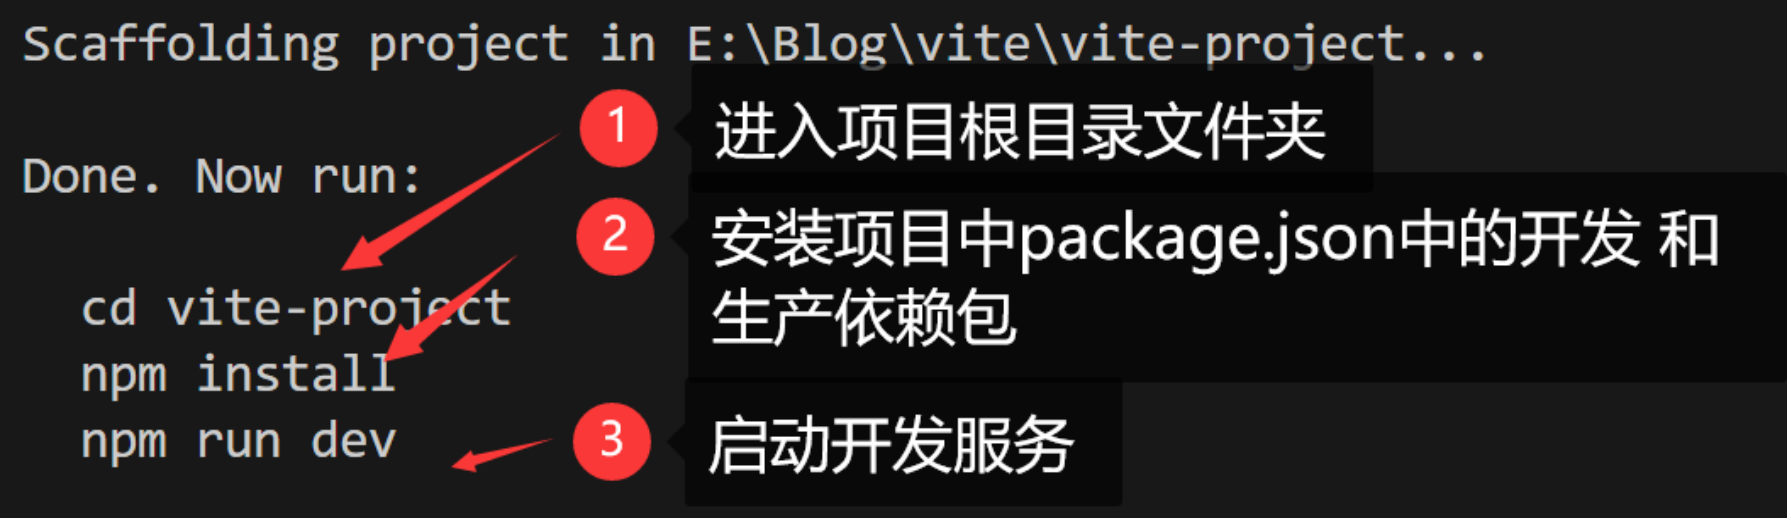 Scaffolding project in E:\Blog\vite\vite-project...
1 进入项目根目录文件夹
Done. Now run:
2 安装项目中package.json中的开发 和
生产依赖包
cd vite-project
npm install
npm run dev
3 启动开发服务